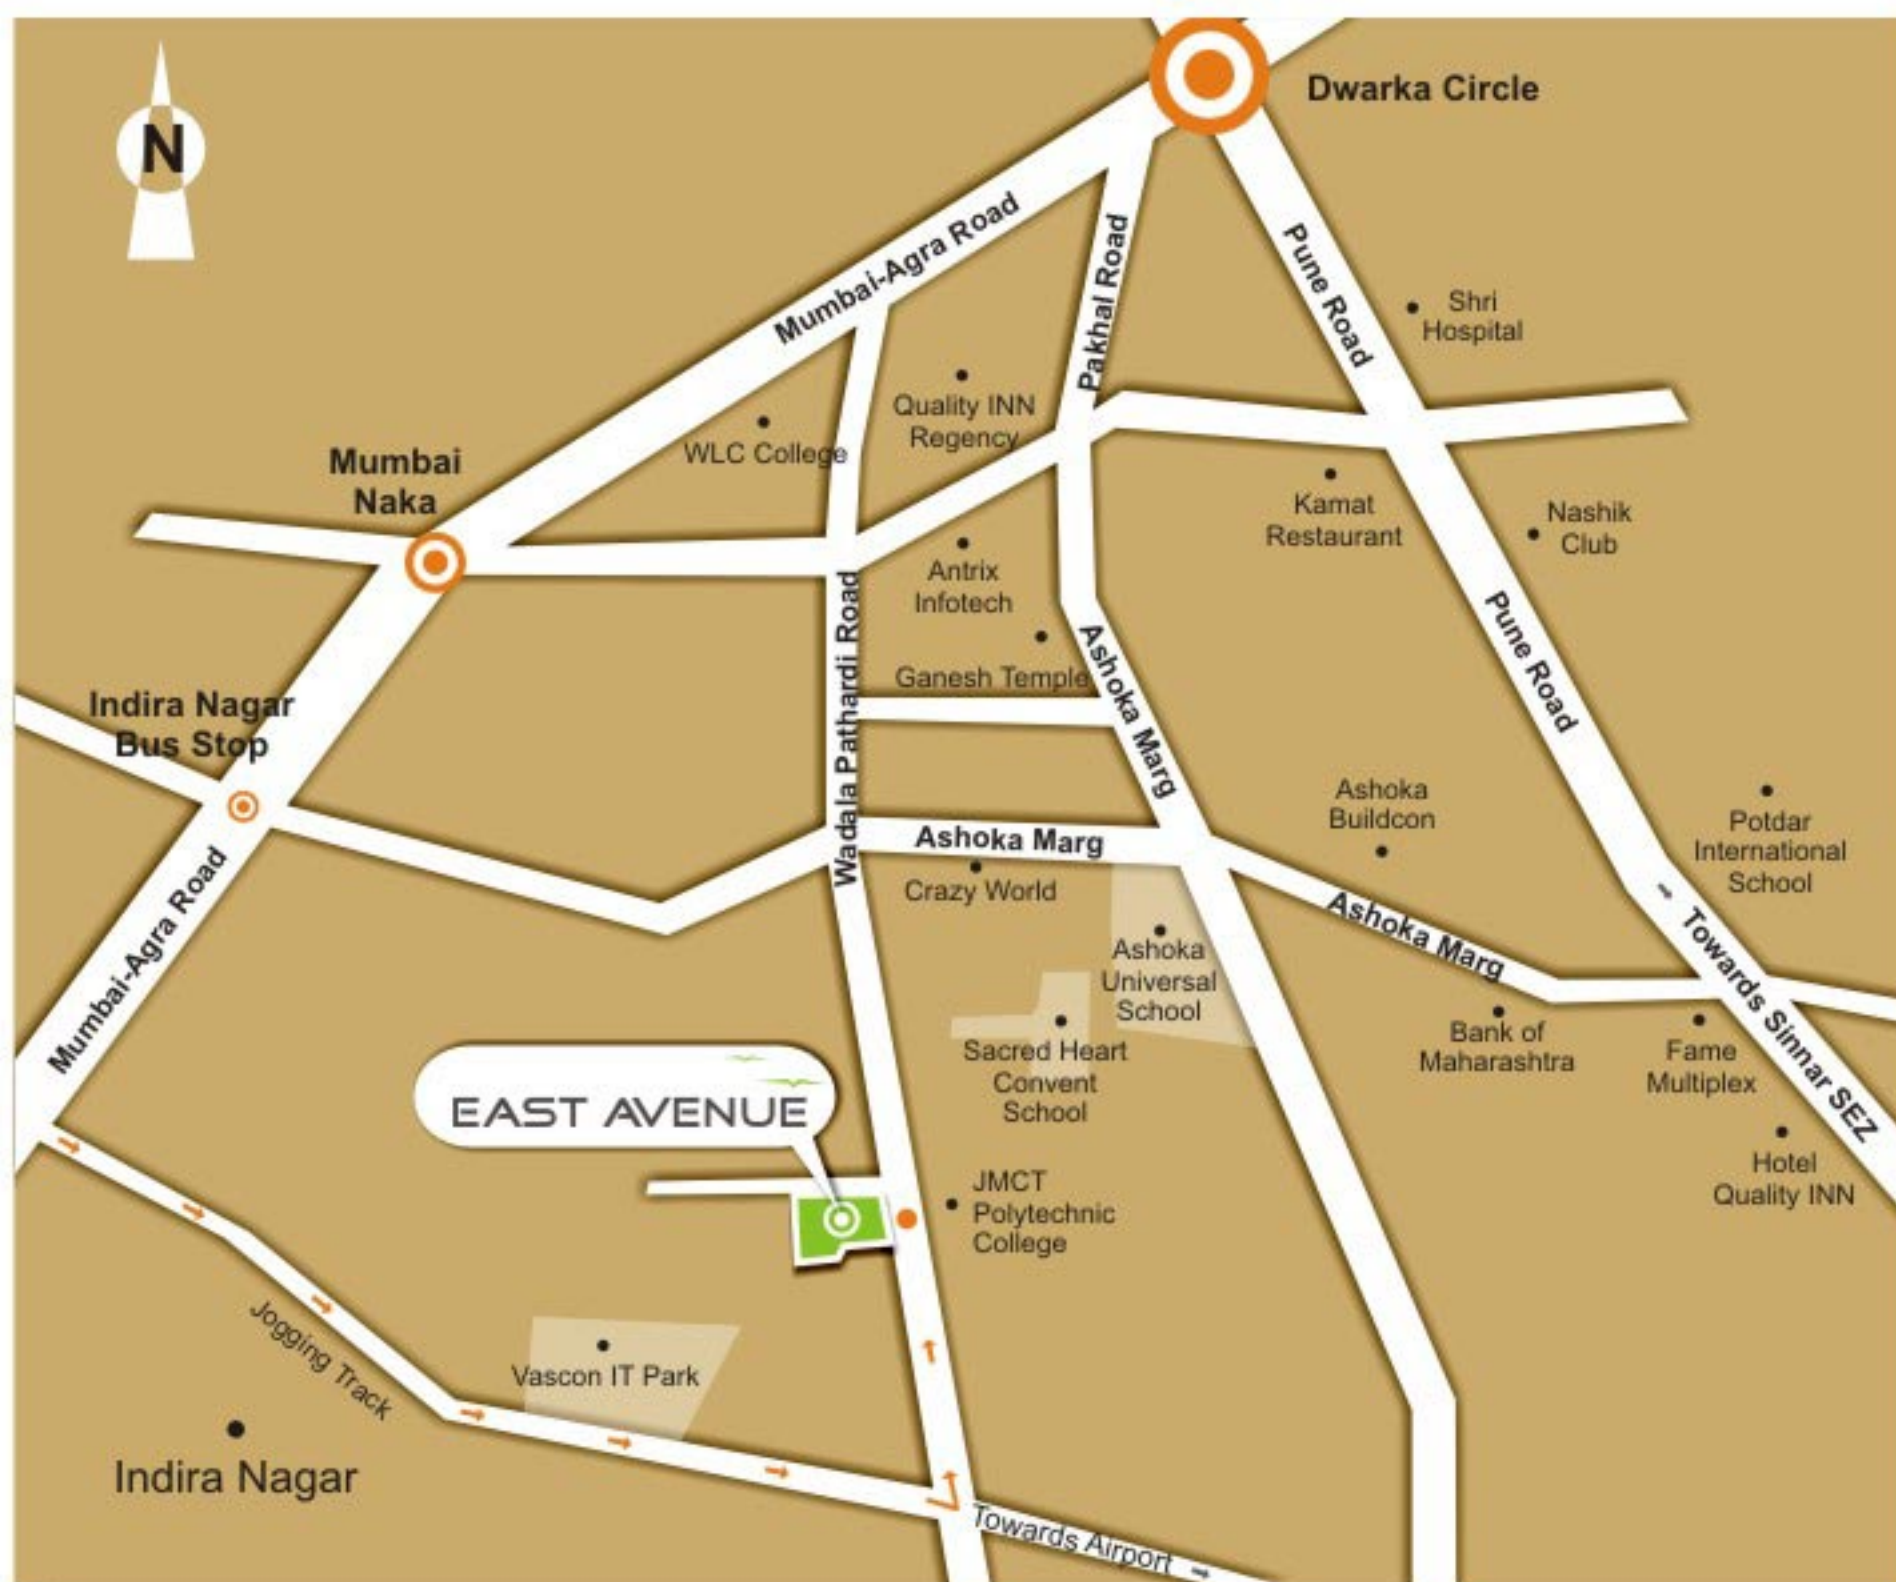 N
Dwarka Circle
Mumbai-Agra Road
Pakhal Road
Pune Road
Shri
Hospital
Quality INN
Regency
WLC College
Mumbai
Naka
Kamat
Restaurant
Nashik
Club
Antrix
Infotech
Wadala Pathardi Road
Ganesh Temple
Ashoka Marg
Pune Road
Indira Nagar
Bus Stop
Ashoka
Buildcon
Potdar
International
School
Ashoka Marg
Crazy World
Mumbai-Agra Road
Ashoka Marg
Towards Sinnar SEZ
Ashoka
Universal
School
Bank of
Maharashtra
Fame
Multiplex
Sacred Heart
Convent
School
EAST AVENUE
Hotel
Quality INN
JMCT
Polytechnic
College
Jogging Track
Vascon IT Park
Indira Nagar
Towards Airport